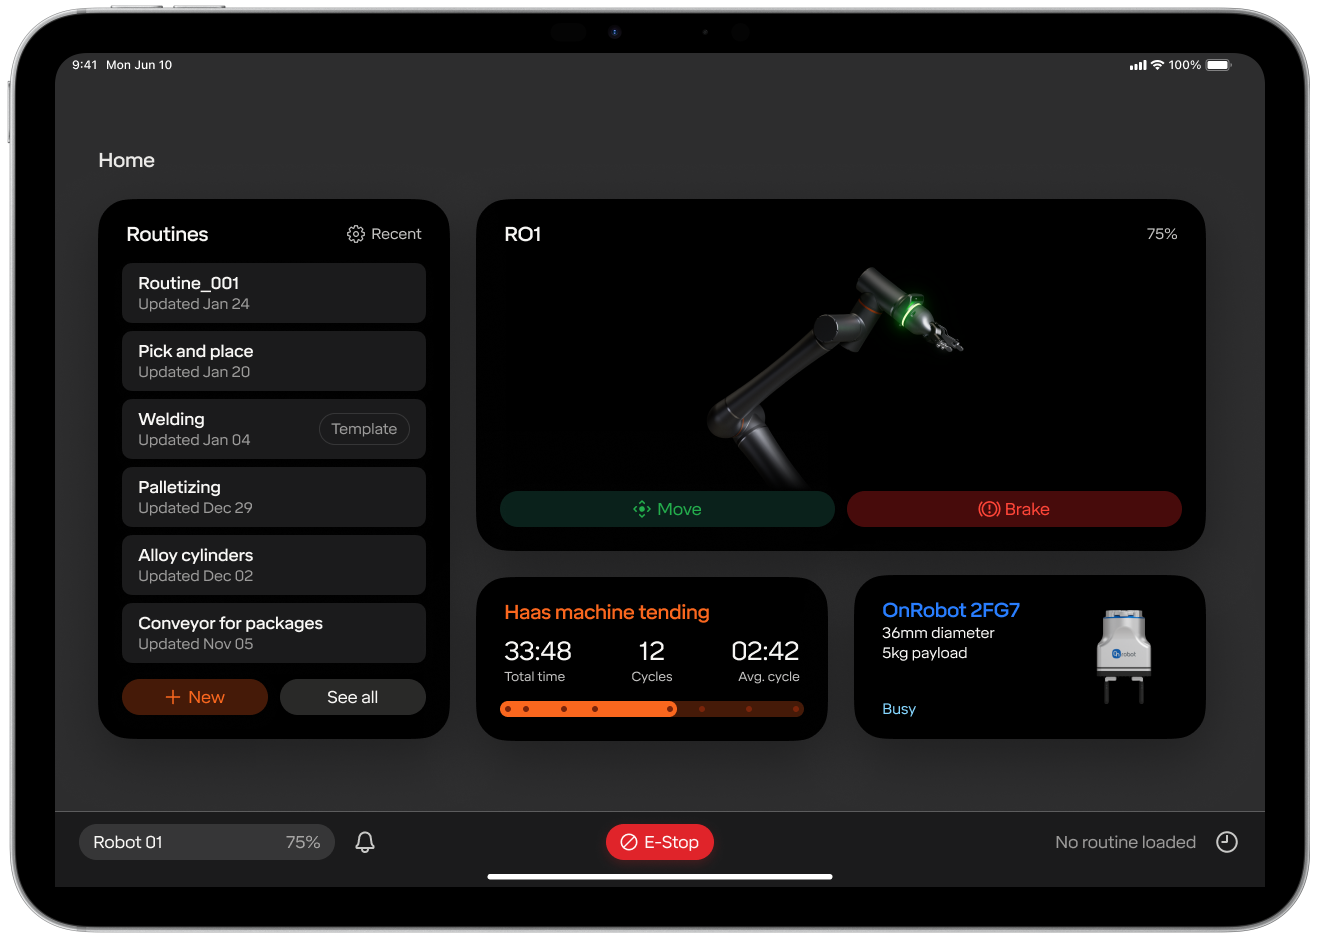 9:41 Mon Jun 10
100%
Home
Routines
Recent
Routine_001
Updated Jan 24
Pick and place
Updated Jan 20
Welding
Updated Jan 04
Template
Palletizing
Updated Dec 29
Alloy cylinders
Updated Dec 02
Conveyor for packages
Updated Nov 05
New
See all
RO1
75%
Move
Brake
Haas machine tending
33:48
Total time
12
Cycles
02:42
Avg. cycle
OnRobot 2FG7
36mm diameter
5kg payload
Busy
On robot
Robot 01
75%
E-Stop
No routine loaded